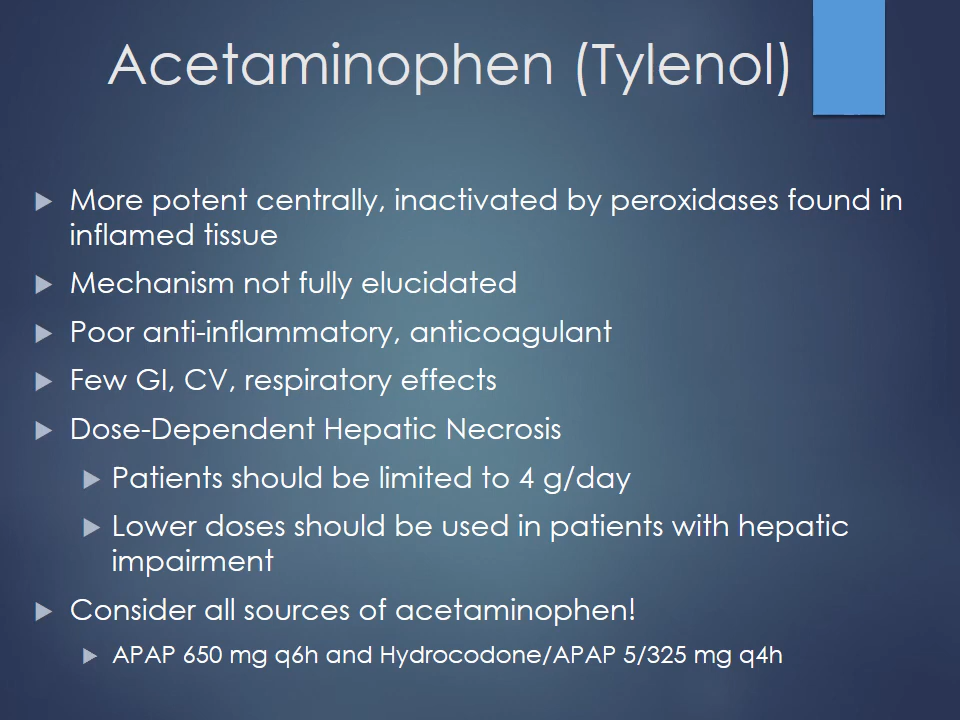 Acetaminophen (Tylenol)
More potent centrally, inactivated by peroxidases found in
inflamed tissue
Mechanism not fully elucidated
Poor anti-inflammatory, anticoagulant
Few GI, CV, respiratory effects
Dose-Dependent Hepatic Necrosis
Patients should be limited to 4 g/day
Lower doses should be used in patients with hepatic
impairment
Consider all sources of acetaminophen!
APAP 650 mg q6h and Hydrocodone/APAP 5/325 mg q4h